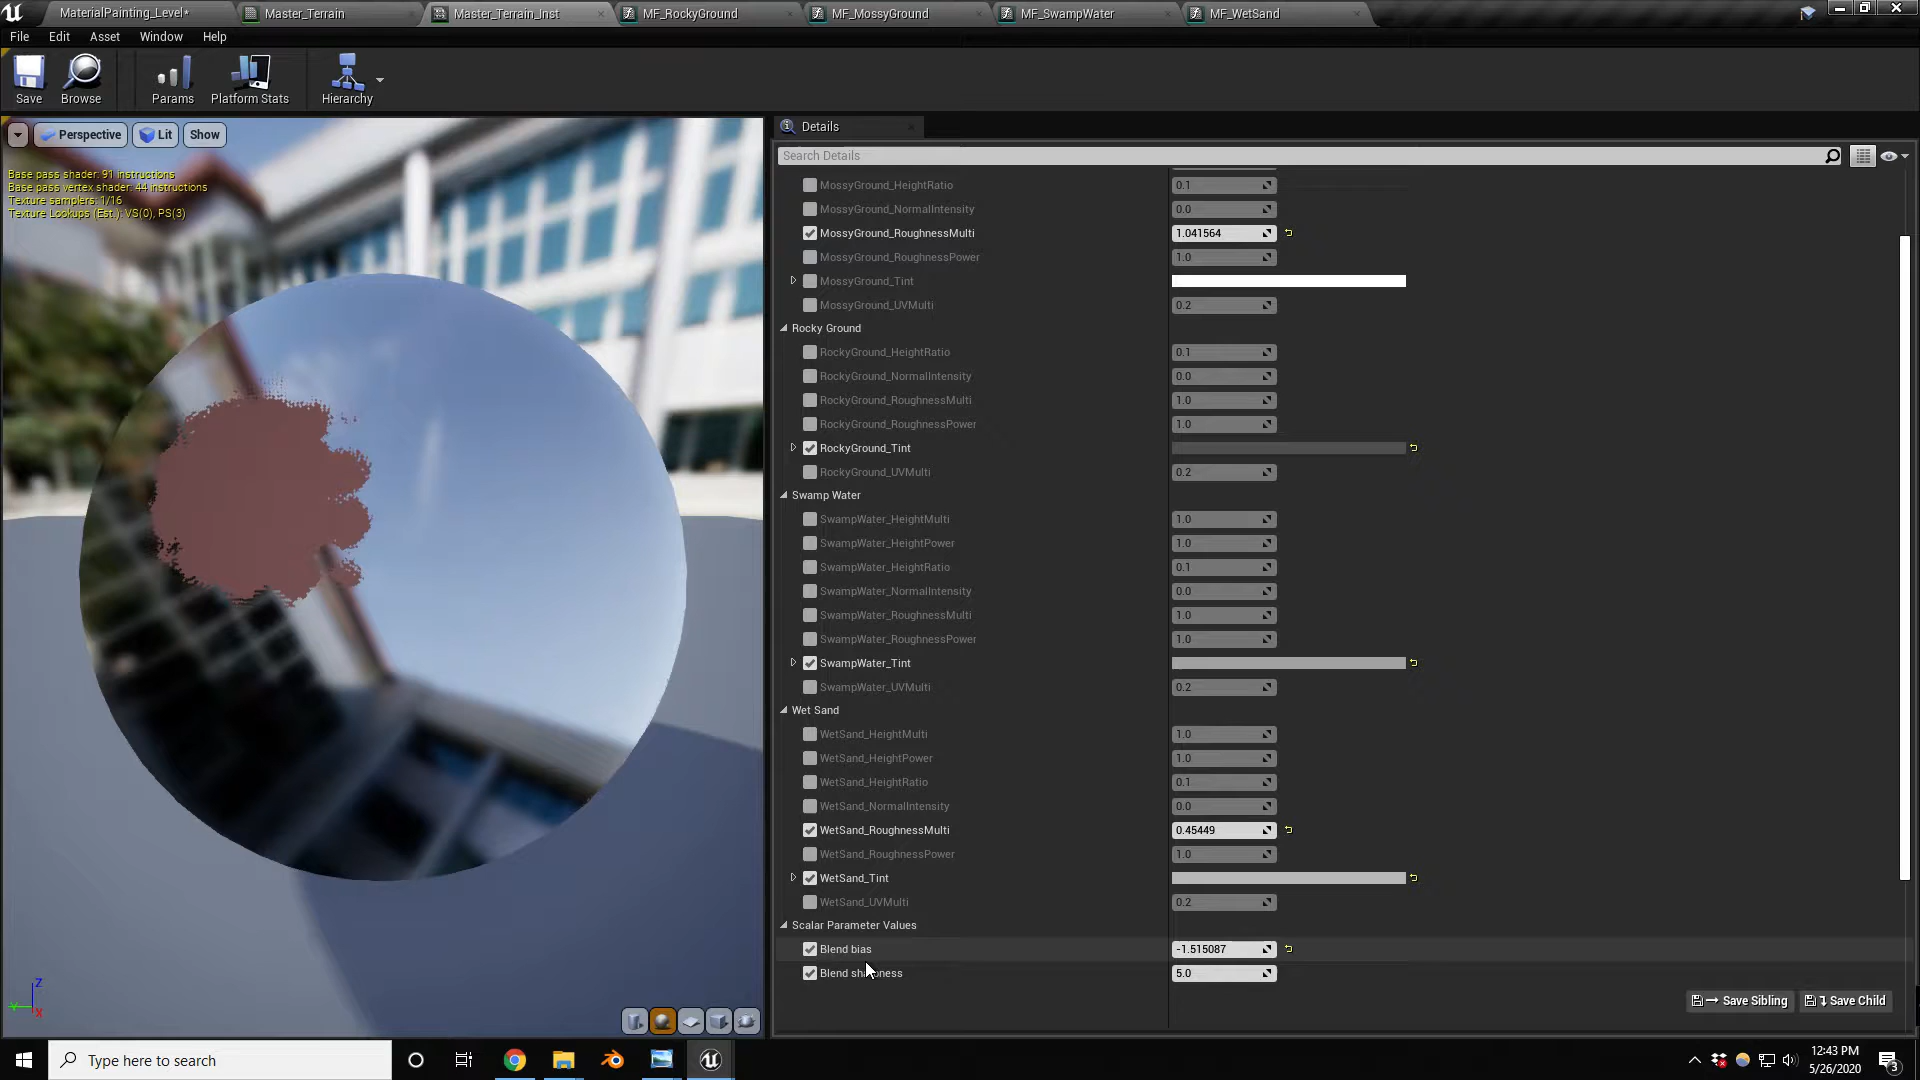 MaterialPainting_Level*
Master_Terrain
Master_Terrain_Inst
MF_RockyGround
MF_MossyGround
MF_SwampWater
MF_WetSand
File Edit Asset Window Help
Save
Browse
Params
Platform Stats
Hierarchy
Perspective
Lit
Show
Base pass shader: 91 instructions
Base pass vertex shader: 44 instructions
Texture samplers: 1/16
Texture Lookups (Est.): VS(0), PS(3)
Z
Y
X
Details
Search Details
MossyGround_HeightRatio 0.1
MossyGround_NormalIntensity 0.0
MossyGround_RoughnessMulti 1.041564
MossyGround_RoughnessPower 1.0
MossyGround_Tint
MossyGround_UVMulti 0.2
Rocky Ground
RockyGround_HeightRatio 0.1
RockyGround_NormalIntensity 0.0
RockyGround_RoughnessMulti 1.0
RockyGround_RoughnessPower 1.0
RockyGround_Tint
RockyGround_UVMulti 0.2
Swamp Water
SwampWater_HeightMulti 1.0
SwampWater_HeightPower 1.0
SwampWater_HeightRatio 0.1
SwampWater_NormalIntensity 0.0
SwampWater_RoughnessMulti 1.0
SwampWater_RoughnessPower 1.0
SwampWater_Tint
SwampWater_UVMulti 0.2
Wet Sand
WetSand_HeightMulti 1.0
WetSand_HeightPower 1.0
WetSand_HeightRatio 0.1
WetSand_NormalIntensity 0.0
WetSand_RoughnessMulti 0.45449
WetSand_RoughnessPower 1.0
WetSand_Tint
WetSand_UVMulti 0.2
Scalar Parameter Values
Blend bias -1.515087
Blend sharpness 5.0
Save Sibling
Save Child
Type here to search
12:43 PM
5/26/2020
3